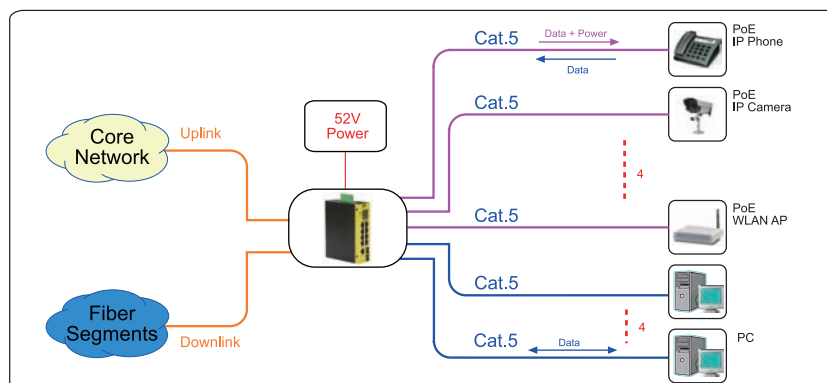 Cat.5
Data + Power
Data
PoE
IP Phone
Cat.5
PoE
IP Camera
52V
Power
Core
Network
Uplink
4
Cat.5
PoE
WLAN AP
Cat.5
Fiber
Segments
Downlink
4
Cat.5
Data
PC